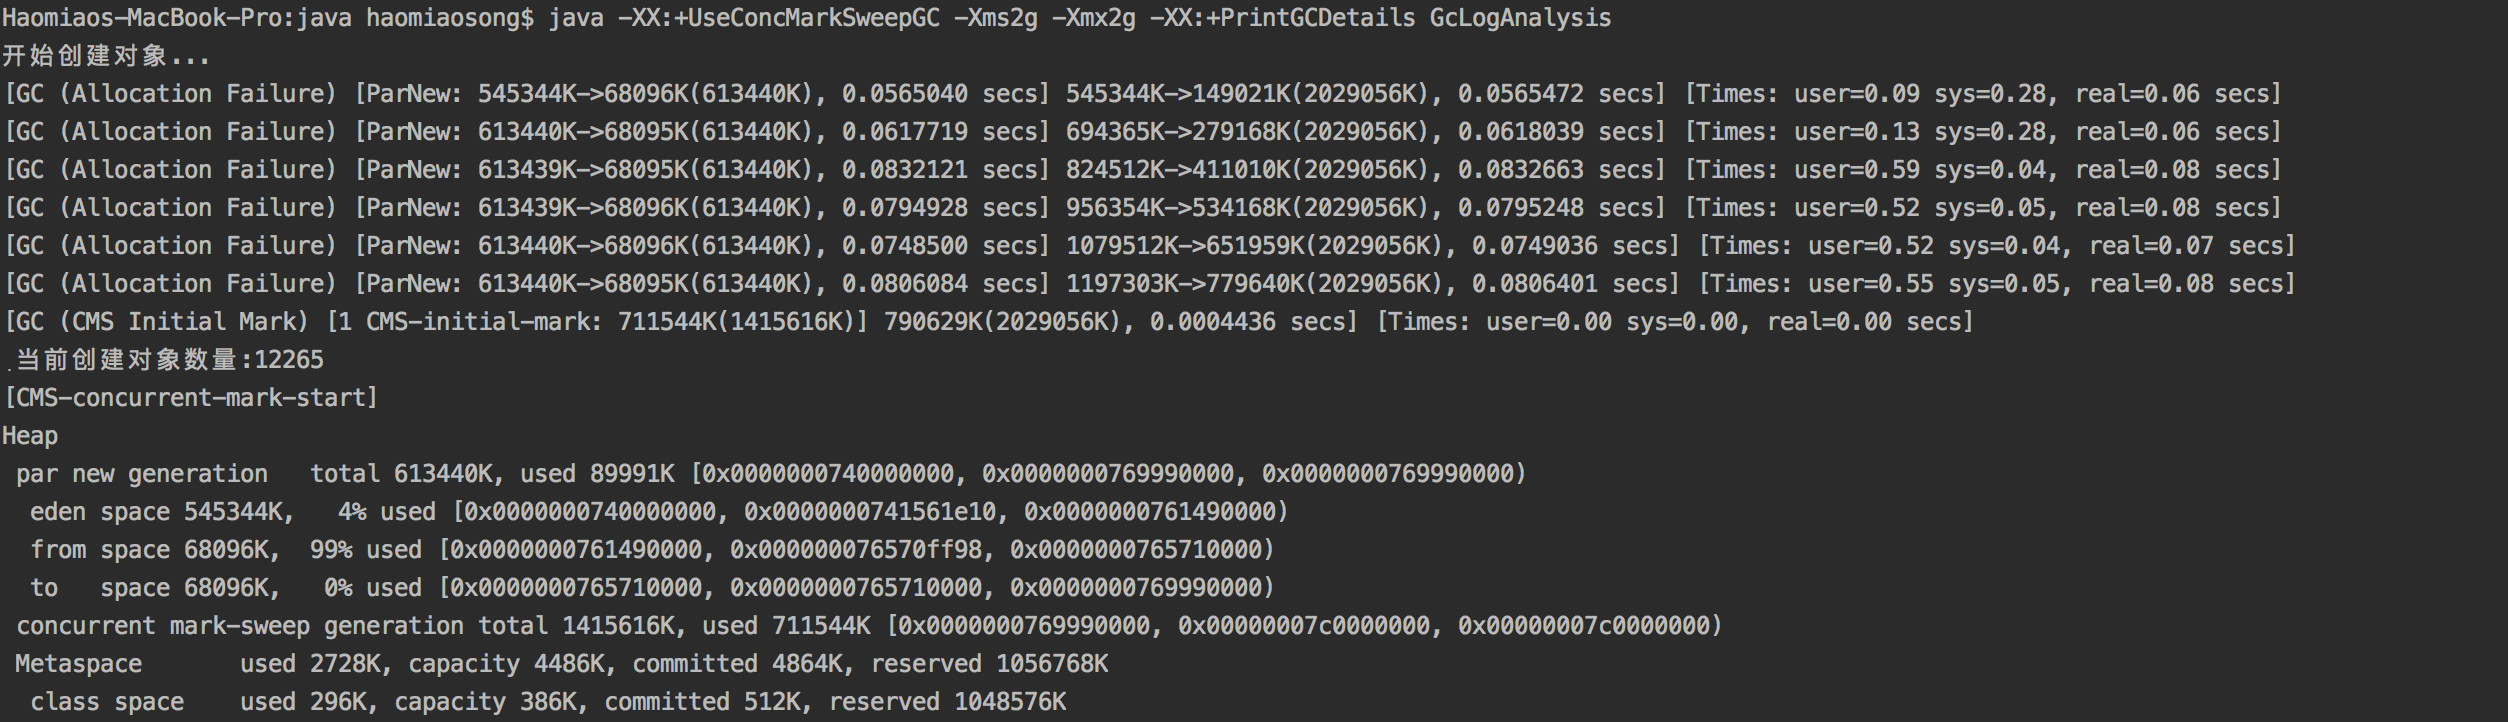 Haomiaos-MacBook-Pro:java haomiaosong$ java -XX:+UseConcMarkSweepGC -Xms2g -Xmx2g -XX:+PrintGCDetails GcLogAnalysis
开始创建对象...
[GC (Allocation Failure) [ParNew: 545344K->68096K(613440K), 0.0565040 secs] 545344K->149021K(2029056K), 0.0565472 secs] [Times: user=0.09 sys=0.28, real=0.06 secs]
[GC (Allocation Failure) [ParNew: 613440K->68095K(613440K), 0.0617719 secs] 694365K->279168K(2029056K), 0.0618039 secs] [Times: user=0.13 sys=0.28, real=0.06 secs]
[GC (Allocation Failure) [ParNew: 613439K->68095K(613440K), 0.0832121 secs] 824512K->411010K(2029056K), 0.0832663 secs] [Times: user=0.59 sys=0.04, real=0.08 secs]
[GC (Allocation Failure) [ParNew: 613439K->68096K(613440K), 0.0794928 secs] 956354K->534168K(2029056K), 0.0795248 secs] [Times: user=0.52 sys=0.05, real=0.08 secs]
[GC (Allocation Failure) [ParNew: 613440K->68096K(613440K), 0.0748500 secs] 1079512K->651959K(2029056K), 0.0749036 secs] [Times: user=0.52 sys=0.04, real=0.07 secs]
[GC (Allocation Failure) [ParNew: 613440K->68095K(613440K), 0.0806084 secs] 1197303K->779640K(2029056K), 0.0806401 secs] [Times: user=0.55 sys=0.05, real=0.08 secs]
[GC (CMS Initial Mark) [1 CMS-initial-mark: 711544K(1415616K)] 790629K(2029056K), 0.0004436 secs] [Times: user=0.00 sys=0.00, real=0.00 secs]
当前创建对象数量:12265
[CMS-concurrent-mark-start]
Heap
 par new generation   total 613440K, used 89991K [0x0000000740000000, 0x0000000769990000, 0x0000000769990000)
  eden space 545344K,   4% used [0x0000000740000000, 0x0000000741561e10, 0x0000000761490000)
  from space 68096K,  99% used [0x0000000761490000, 0x000000076570ff98, 0x0000000765710000)
  to   space 68096K,   0% used [0x0000000765710000, 0x0000000765710000, 0x0000000769990000)
 concurrent mark-sweep generation total 1415616K, used 711544K [0x0000000769990000, 0x00000007c0000000, 0x00000007c0000000)
 Metaspace       used 2728K, capacity 4486K, committed 4864K, reserved 1056768K
  class space    used 296K, capacity 386K, committed 512K, reserved 1048576K